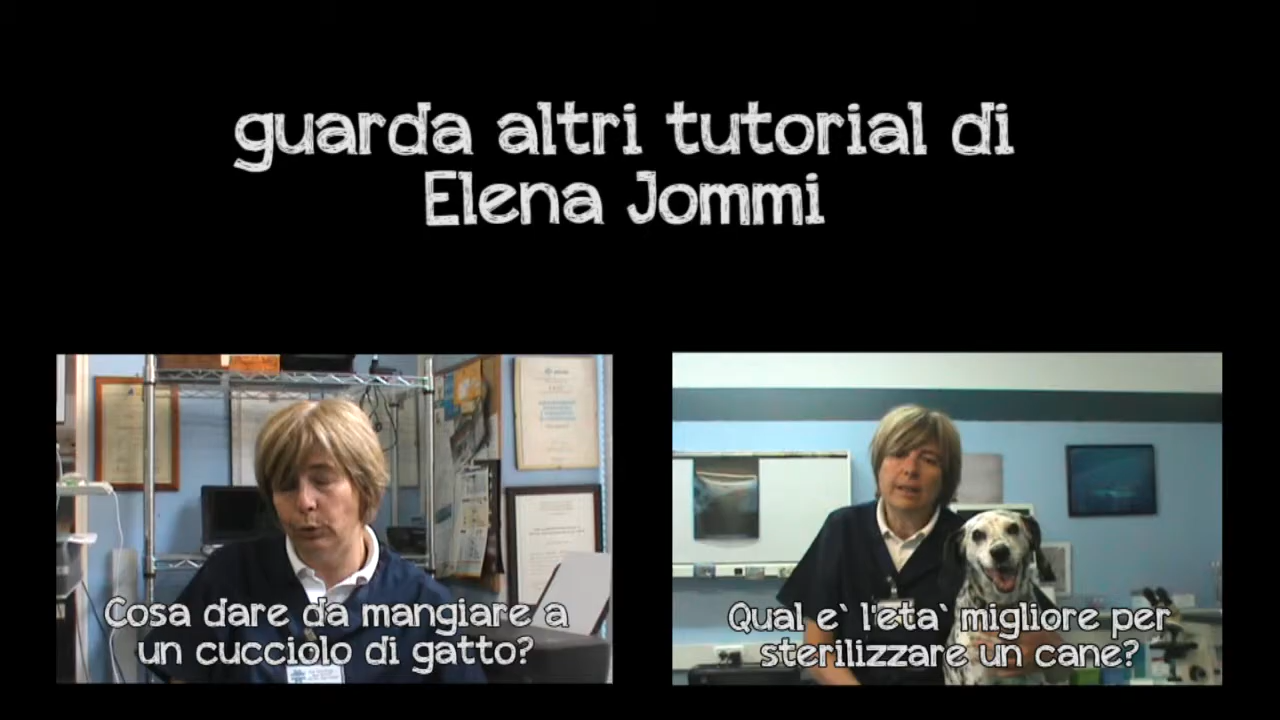 guarda altri tutorial di
Elena Jommi
Cosa dare da mangiare a
un cucciolo di gatto?
Qual e` l'eta` migliore per
sterilizzare un cane?